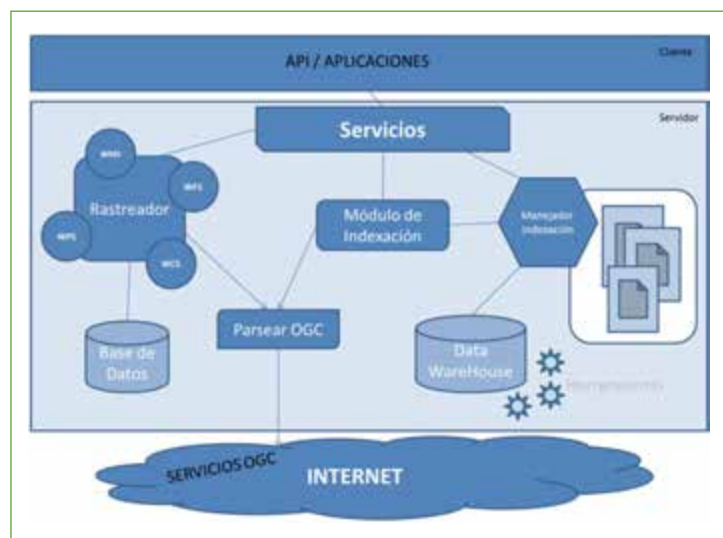 API / APLICACIONES
Cliente
Servicios
Servidor
WMS
WFS
Rastreador
WPS
WCS
Módulo de
Indexación
Manejador
Indexación
Parsear OGC
Base de
Datos
Data
WareHouse
SERVICIOS OGC
INTERNET